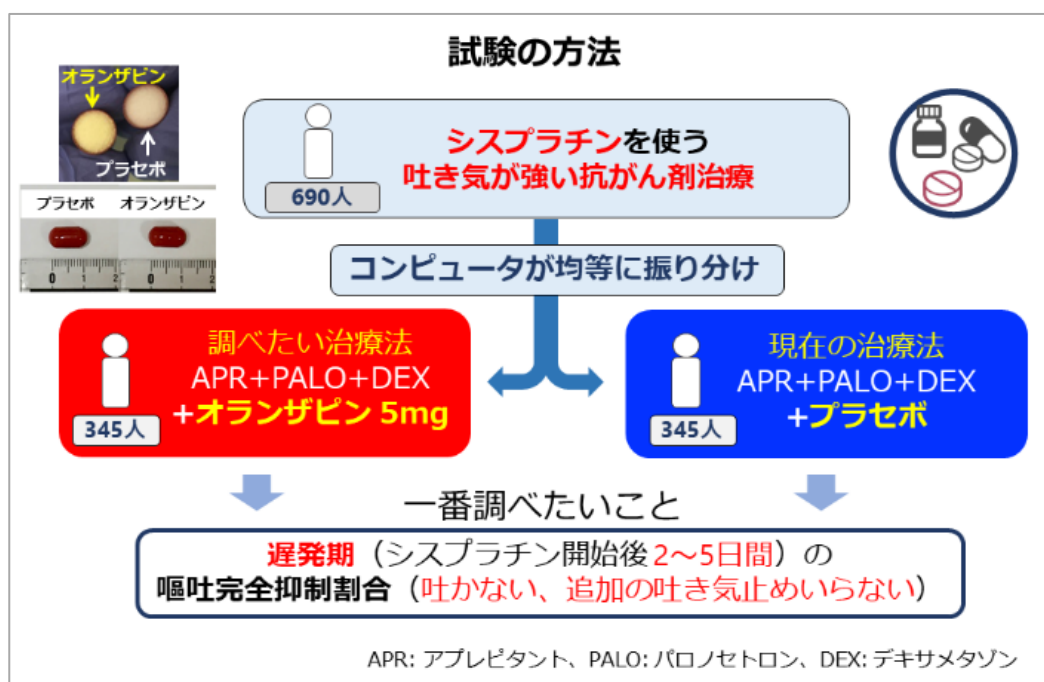 試験の方法
オランザピン
プラセボ
プラセボ オランザピン
0 1 2 0 1 2
シスプラチンを使う
吐き気が強い抗がん剤治療
690人
コンピュータが均等に振り分け
調べたい治療法
APR+PALO+DEX
+オランザピン 5mg
345人
現在の治療法
APR+PALO+DEX
+プラセボ
345人
一番調べたいこと
遅発期（シスプラチン開始後 2～5日間）の
嘔吐完全抑制割合（吐かない、追加の吐き気止めいらない）
APR: アプレピタント、PALO: パロノセトロン、DEX: デキサメタゾン